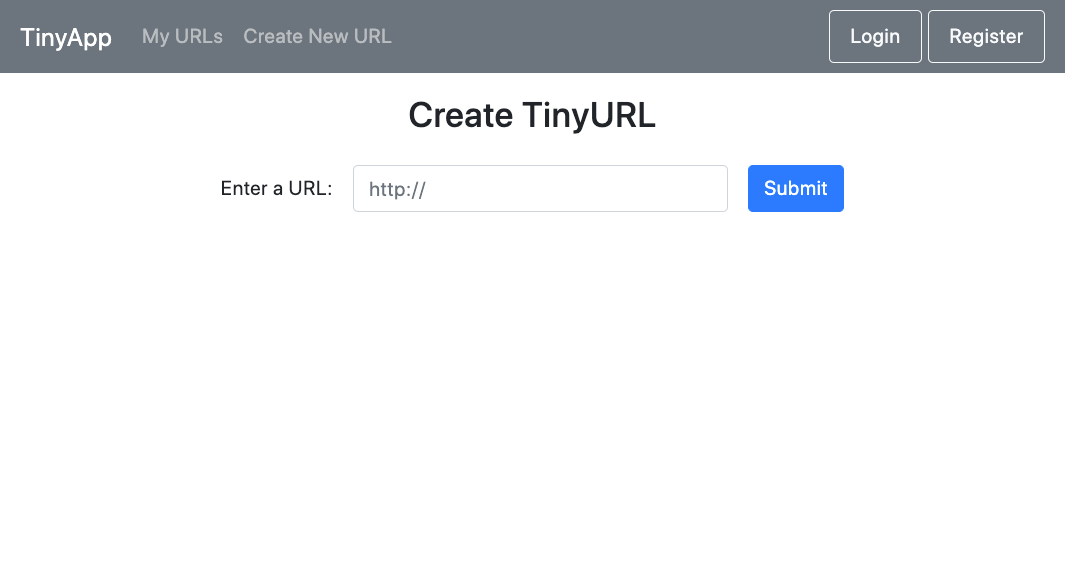 TinyApp My URLs Create New URL Login Register
Create TinyURL
Enter a URL: http:// Submit